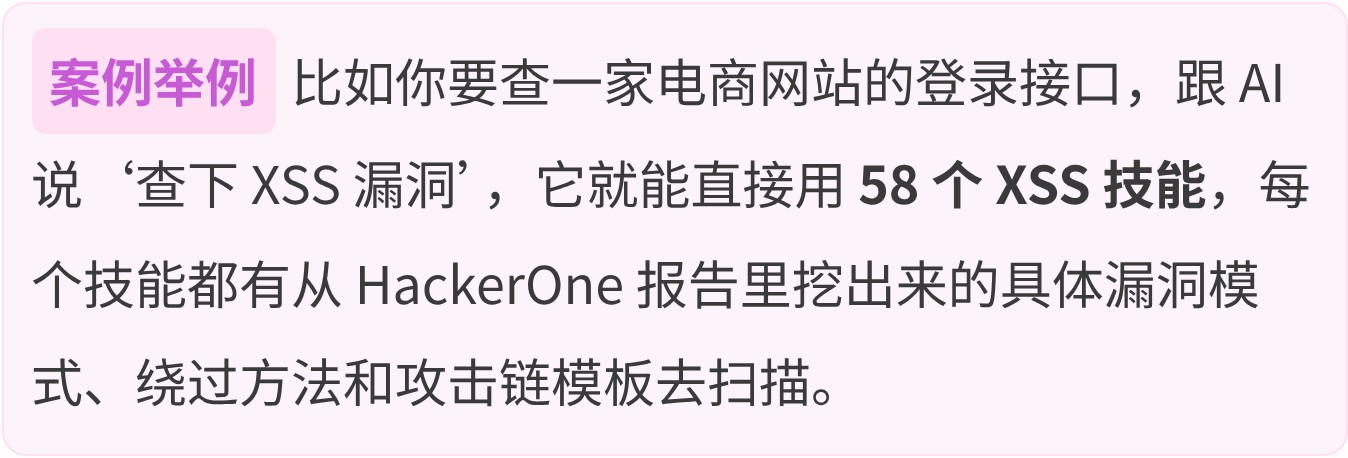 案例举例 比如你要查一家电商网站的登录接口，跟 AI
说‘查下 XSS 漏洞’，它就能直接用 58 个 XSS 技能，每
个技能都有从 HackerOne 报告里挖出来的具体漏洞模
式、绕过方法和攻击链模板去扫描。